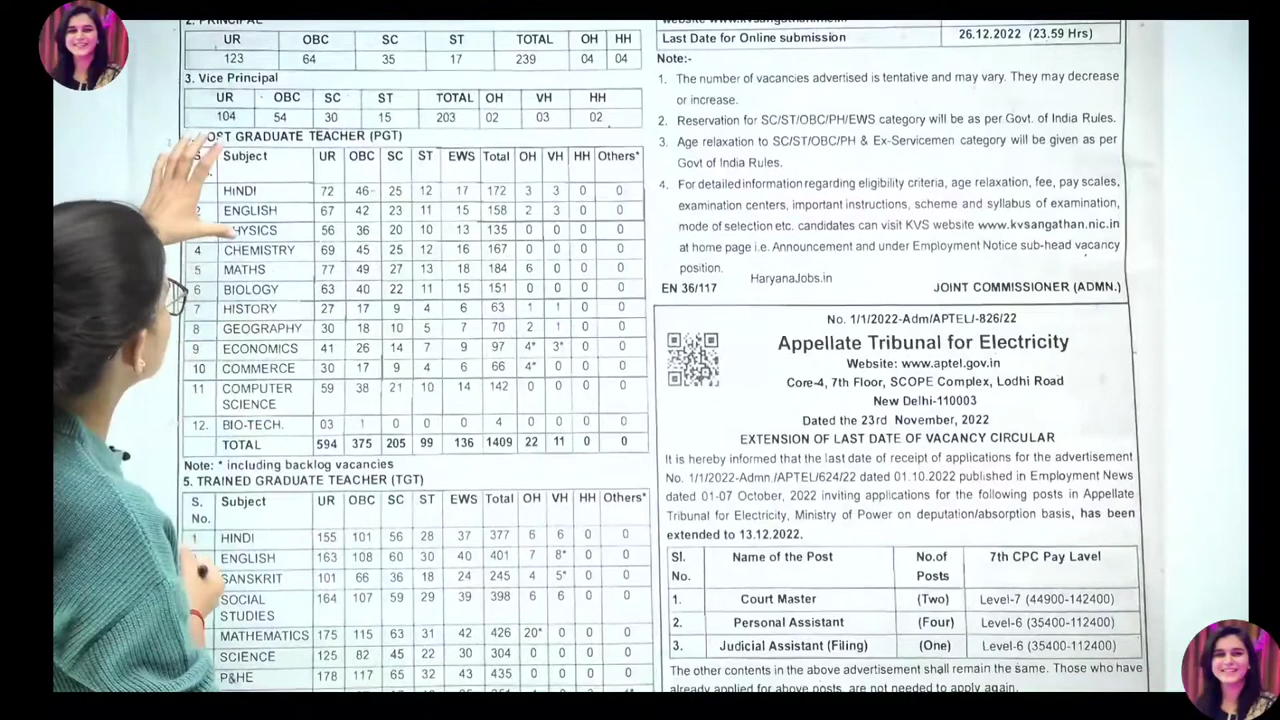 2. PRINCIPAL
UR OBC SC ST TOTAL OH HH
123 64 35 17 239 04 04
3. Vice Principal
UR OBC SC ST TOTAL OH VH HH
104 54 30 15 203 02 03 02
OST GRADUATE TEACHER (PGT)
S. Subject UR OBC SC ST EWS Total OH VH HH Others*
HINDI 72 46 25 12 17 172 3 3 0 0
2 ENGLISH 67 42 23 11 15 158 2 3 0 0
HYSICS 56 36 20 10 13 135 0 0 0 0
4 CHEMISTRY 69 45 25 12 16 167 0 0 0 0
5 MATHS 77 49 27 13 18 184 6 0 0 0
6 BIOLOGY 63 40 22 11 15 151 0 0 0 0
7 HISTORY 27 17 9 4 6 63 1 1 0 0
8 GEOGRAPHY 30 18 10 5 7 70 2 1 0 0
9 ECONOMICS 41 26 14 7 9 97 4* 3* 0 0
10 COMMERCE 30 17 9 4 6 66 4* 0 0 0
11 COMPUTER 59 38 21 10 14 142 0 0 0 0
SCIENCE
12. BIO-TECH. 03 1 0 0 0 4 0 0 0 0
TOTAL 594 375 205 99 136 1409 22 11 0 0
Note: * including backlog vacancies
5. TRAINED GRADUATE TEACHER (TGT)
S. Subject UR OBC SC ST EWS Total OH VH HH Others*
No.
1 HINDI 155 101 56 28 37 377 6 6 0 0
ENGLISH 163 108 60 30 40 401 7 8* 0 0
SANSKRIT 101 66 36 18 24 245 4 5* 0 0
SOCIAL 164 107 59 29 39 398 6 6 0 0
STUDIES
MATHEMATICS 175 115 63 31 42 426 20* 0 0 0
SCIENCE 125 82 45 22 30 304 0 0 0 0
P&HE 178 117 65 32 43 435 0 0 0 0
website www.kvsangathan.nic.in
Last Date for Online submission 26.12.2022 (23.59 Hrs)
Note:-
1. The number of vacancies advertised is tentative and may vary. They may decrease
or increase.
2. Reservation for SC/ST/OBC/PH/EWS category will be as per Govt. of India Rules.
3. Age relaxation to SC/ST/OBC/PH & Ex-Servicemen category will be given as per
Govt of India Rules.
4. For detailed information regarding eligibility criteria, age relaxation, fee, pay scales,
examination centers, important instructions, scheme and syllabus of examination,
mode of selection etc. candidates can visit KVS website www.kvsangathan.nic.in
at home page i.e. Announcement and under Employment Notice sub-head vacancy
position.
HaryanaJobs.in
EN 36/117 JOINT COMMISSIONER (ADMN.)
No. 1/1/2022-Adm/APTEL/-826/22
Appellate Tribunal for Electricity
Website: www.aptel.gov.in
Core-4, 7th Floor, SCOPE Complex, Lodhi Road
New Delhi-110003
Dated the 23rd November, 2022
EXTENSION OF LAST DATE OF VACANCY CIRCULAR
It is hereby informed that the last date of receipt of applications for the advertisement
No. 1/1/2022-Admn./APTEL/624/22 dated 01.10.2022 published in Employment News
dated 01-07 October, 2022 inviting applications for the following posts in Appellate
Tribunal for Electricity, Ministry of Power on deputation/absorption basis, has been
extended to 13.12.2022.
Sl. Name of the Post No.of 7th CPC Pay Lavel
No. Posts
1. Court Master (Two) Level-7 (44900-142400)
2. Personal Assistant (Four) Level-6 (35400-112400)
3. Judicial Assistant (Filing) (One) Level-6 (35400-112400)
The other contents in the above advertisement shall remain the same. Those who have
already applied for above posts, are not needed to apply again.